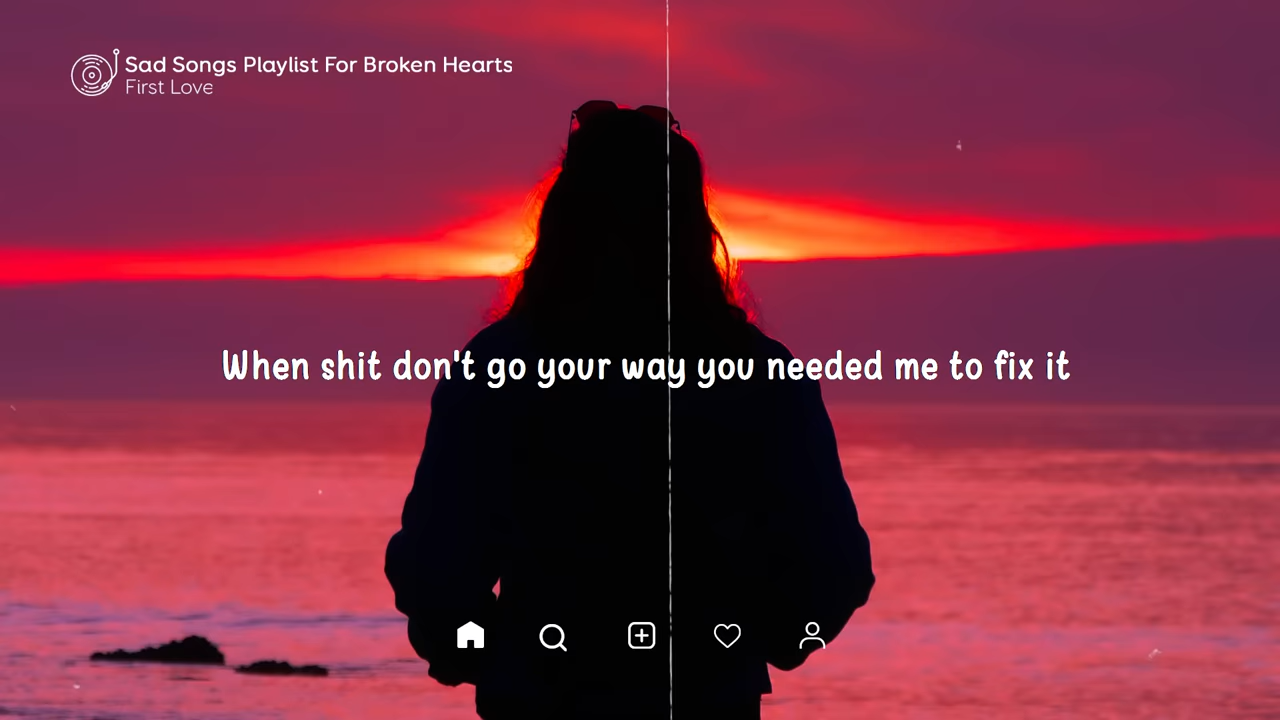 Sad Songs Playlist For Broken Hearts
First Love
When shit don't go your way you needed me to fix it